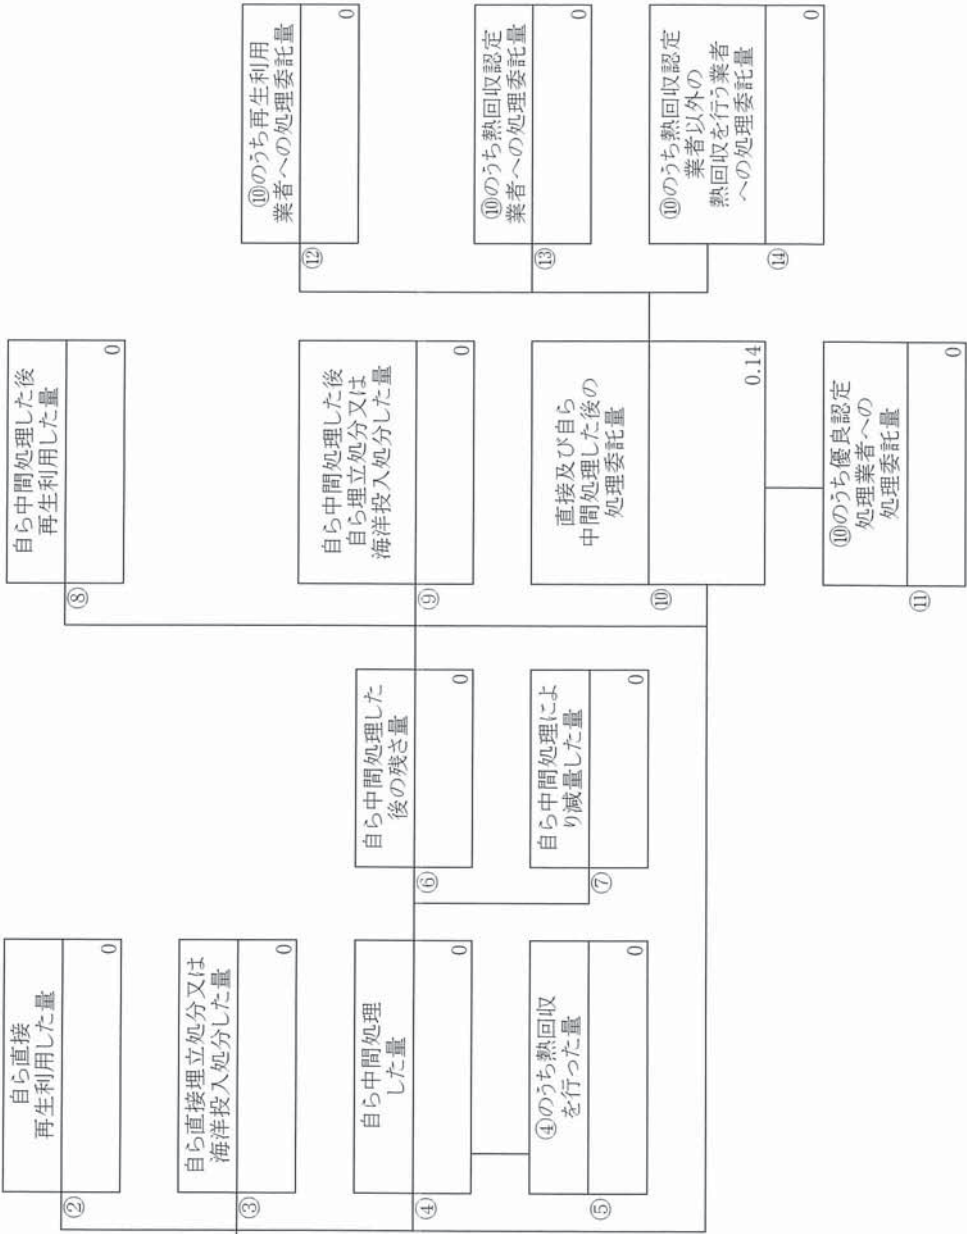 ②
自ら直接
再生利用した量
0
③
自ら直接埋立処分又は
海洋投入処分した量
0
④
自ら中間処理
した量
0
⑤
④のうち熱回収
を行った量
0
⑥
自ら中間処理した
後の残さ量
0
⑦
自ら中間処理によ
り減量した量
0
⑧
自ら中間処理した後
再生利用した量
0
⑨
自ら中間処理した後
自ら埋立処分又は
海洋投入処分した量
0
⑩
直接及び自ら
中間処理した後の
処理委託量
0.14
⑪
⑩のうち優良認定
処理業者への
処理委託量
0
⑫
⑩のうち再生利用
業者への処理委託量
0
⑬
⑩のうち熱回収認定
業者への処理委託量
0
⑭
⑩のうち熱回収認定
業者以外の
熱回収を行う業者
への処理委託量
0